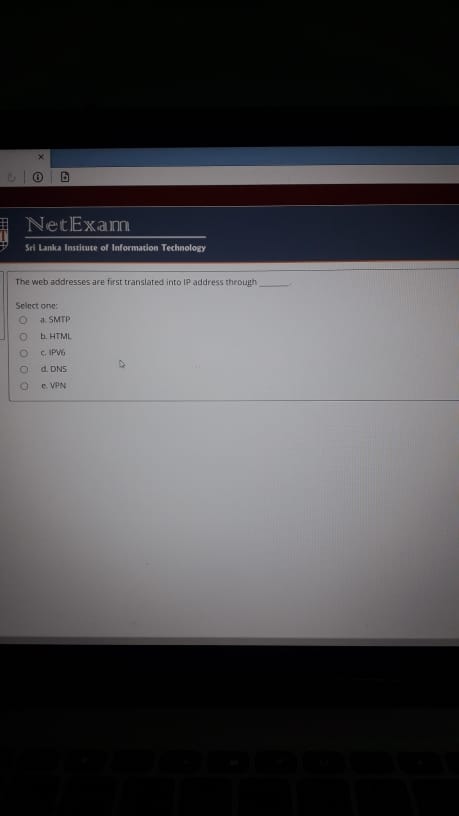 NetExam
Sri Lanka Institute of Information Technology
The web addresses are first translated into IP address through ______.
Select one:
a. SMTP
b. HTML
c. IPV6
d. DNS
e. VPN